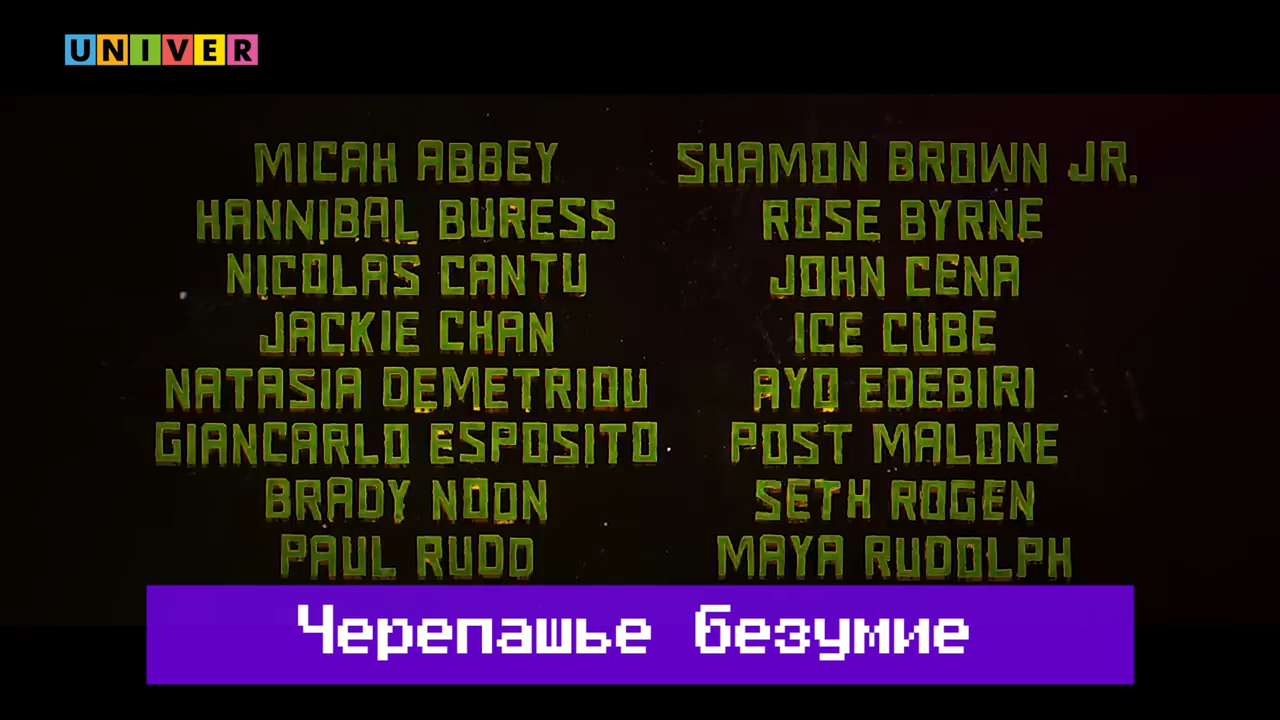 UNIVER
MICAH ABBEY SHAMON BROWN JR.
HANNIBAL BURESS ROSE BYRNE
NICOLAS CANTU JOHN CENA
JACKIE CHAN ICE CUBE
NATASIA DEMETRIOU AYO EDEBIRI
GIANCARLO ESPOSITO POST MALONE
BRADY NOON SETH ROGEN
PAUL RUDD MAYA RUDOLPH
Черепашье безумие